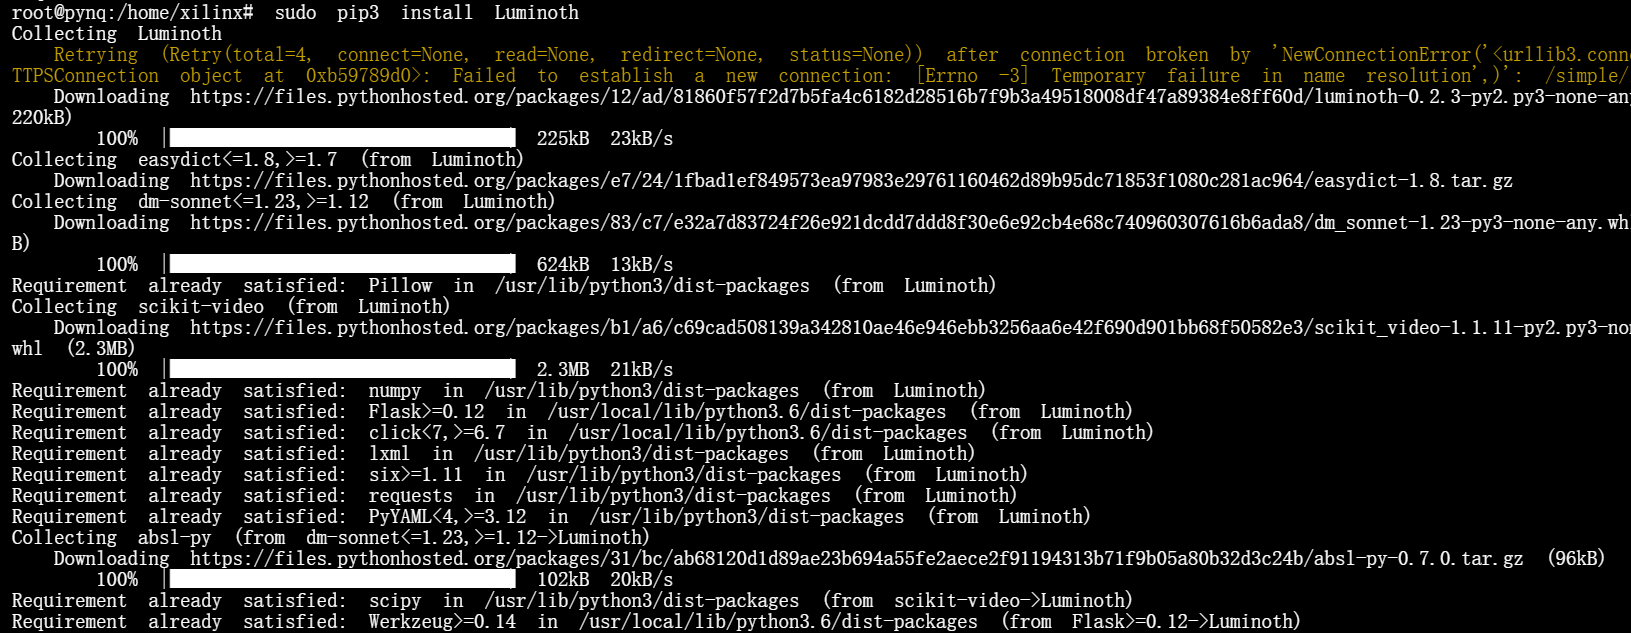 root@pynq:/home/xilinx# sudo pip3 install Luminoth
Collecting Luminoth
Retrying (Retry(total=4, connect=None, read=None, redirect=None, status=None)) after connection broken by 'NewConnectionError('<urllib3.conne
TTPSConnection object at 0xb59789d0>: Failed to establish a new connection: [Errno -3] Temporary failure in name resolution',)': /simple/
Downloading https://files.pythonhosted.org/packages/12/ad/81860f57f2d7b5fa4c6182d28516b7f9b3a49518008df47a89384e8ff60d/luminoth-0.2.3-py2.py3-none-any
220kB)
100% 225kB 23kB/s
Collecting easydict<=1.8,>=1.7 (from Luminoth)
Downloading https://files.pythonhosted.org/packages/e7/24/1fbad1ef849573ea97983e29761160462d89b95dc71853f1080c281ac964/easydict-1.8.tar.gz
Collecting dm-sonnet<=1.23,>=1.12 (from Luminoth)
Downloading https://files.pythonhosted.org/packages/83/c7/e32a7d83724f26e921dcdd7ddd8f30e6e92cb4e68c740960307616b6ada8/dm_sonnet-1.23-py3-none-any.whl
B)
100% 624kB 13kB/s
Requirement already satisfied: Pillow in /usr/lib/python3/dist-packages (from Luminoth)
Collecting scikit-video (from Luminoth)
Downloading https://files.pythonhosted.org/packages/b1/a6/c69cad508139a342810ae46e946ebb3256aa6e42f690d901bb68f50582e3/scikit_video-1.1.11-py2.py3-non
whl (2.3MB)
100% 2.3MB 21kB/s
Requirement already satisfied: numpy in /usr/lib/python3/dist-packages (from Luminoth)
Requirement already satisfied: Flask>=0.12 in /usr/local/lib/python3.6/dist-packages (from Luminoth)
Requirement already satisfied: click<7,>=6.7 in /usr/local/lib/python3.6/dist-packages (from Luminoth)
Requirement already satisfied: lxml in /usr/lib/python3/dist-packages (from Luminoth)
Requirement already satisfied: six>=1.11 in /usr/lib/python3/dist-packages (from Luminoth)
Requirement already satisfied: requests in /usr/lib/python3/dist-packages (from Luminoth)
Requirement already satisfied: PyYAML<4,>=3.12 in /usr/lib/python3/dist-packages (from Luminoth)
Collecting absl-py (from dm-sonnet<=1.23,>=1.12->Luminoth)
Downloading https://files.pythonhosted.org/packages/31/bc/ab68120d1d89ae23b694a55fe2aece2f91194313b71f9b05a80b32d3c24b/absl-py-0.7.0.tar.gz (96kB)
100% 102kB 20kB/s
Requirement already satisfied: scipy in /usr/lib/python3/dist-packages (from scikit-video->Luminoth)
Requirement already satisfied: Werkzeug>=0.14 in /usr/local/lib/python3.6/dist-packages (from Flask>=0.12->Luminoth)